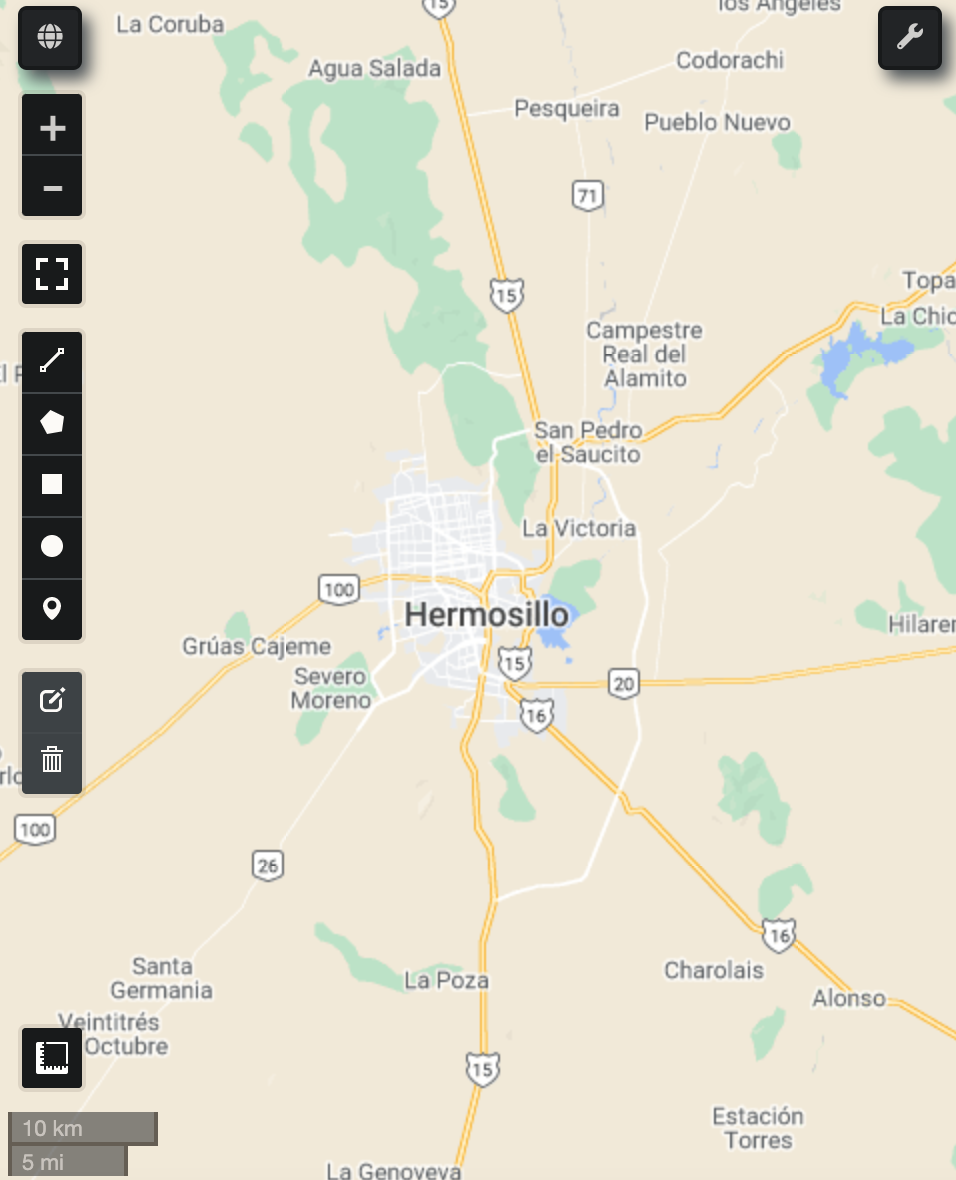 15
los Angeles
La Coruba
Codorachi
Agua Salada
Pesqueira
Pueblo Nuevo
71
Topa
15
La Chic
Campestre
Real del
Alamito
San Pedro
el Saucito
La Victoria
100
Hermosillo
Hilarer
Grúas Cajeme
15
Severo
Moreno
20
16
100
26
16
Santa
Germania
La Poza
Charolais
Alonso
Veintitrés
Octubre
15
10 km
Estación
Torres
5 mi
La Genoveva